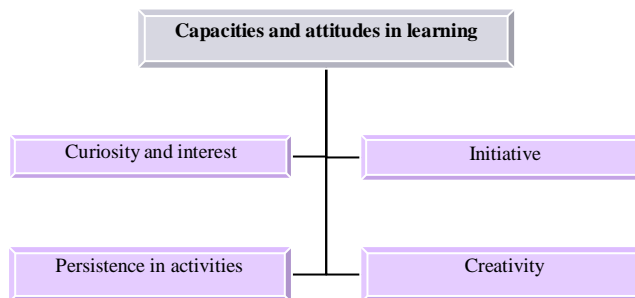 Capacities and attitudes in learning
Curiosity and interest
Initiative
Persistence in activities
Creativity